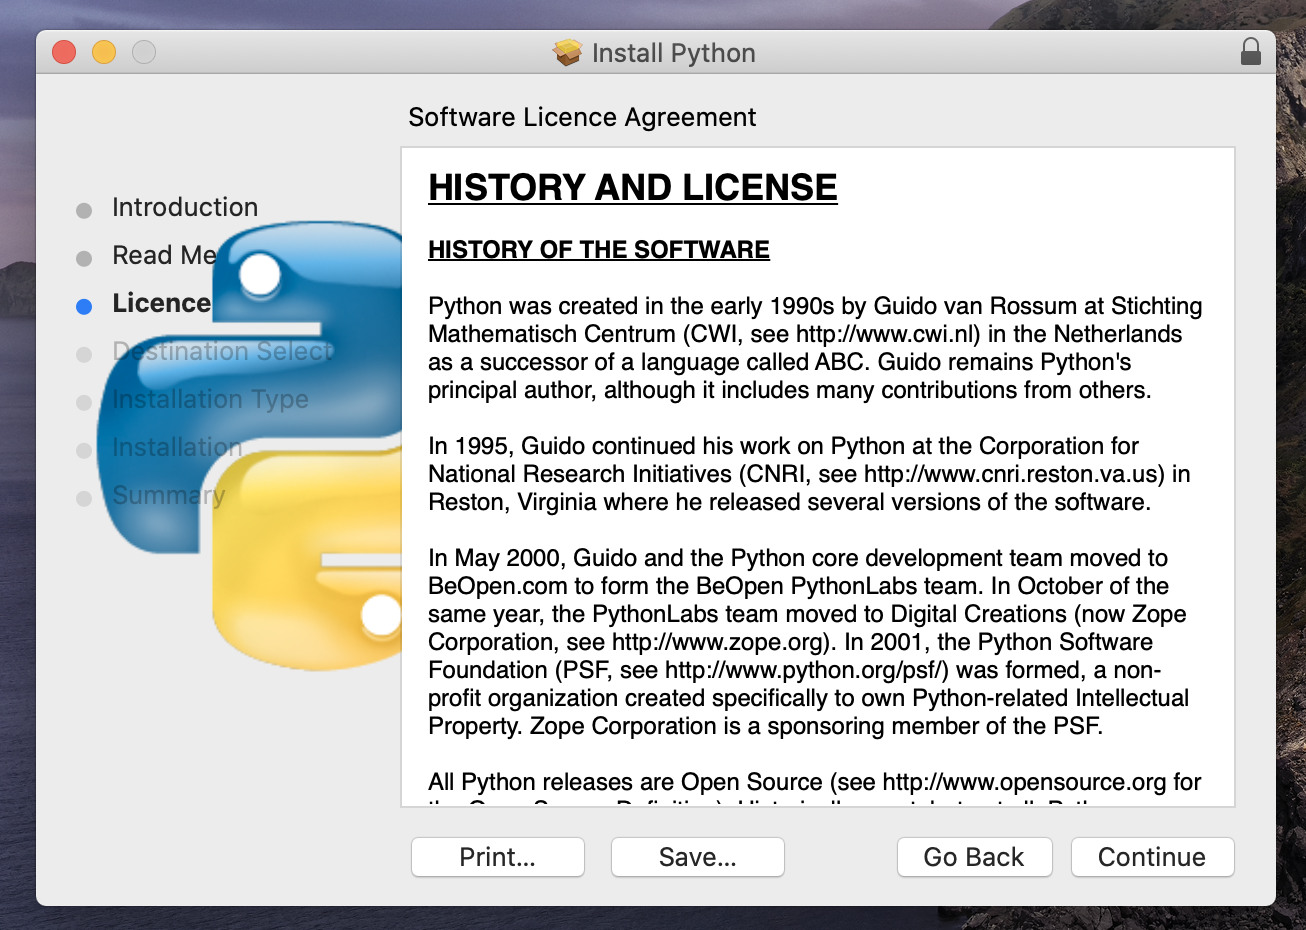 Install Python
Software Licence Agreement
Introduction
Read Me
Licence
Destination Select
Installation Type
Installation
Summary
HISTORY AND LICENSE
HISTORY OF THE SOFTWARE
Python was created in the early 1990s by Guido van Rossum at Stichting
Mathematisch Centrum (CWI, see http://www.cwi.nl) in the Netherlands
as a successor of a language called ABC. Guido remains Python's
principal author, although it includes many contributions from others.
In 1995, Guido continued his work on Python at the Corporation for
National Research Initiatives (CNRI, see http://www.cnri.reston.va.us) in
Reston, Virginia where he released several versions of the software.
In May 2000, Guido and the Python core development team moved to
BeOpen.com to form the BeOpen PythonLabs team. In October of the
same year, the PythonLabs team moved to Digital Creations (now Zope
Corporation, see http://www.zope.org). In 2001, the Python Software
Foundation (PSF, see http://www.python.org/psf/) was formed, a non-
profit organization created specifically to own Python-related Intellectual
Property. Zope Corporation is a sponsoring member of the PSF.
All Python releases are Open Source (see http://www.opensource.org for
Print...
Save...
Go Back
Continue